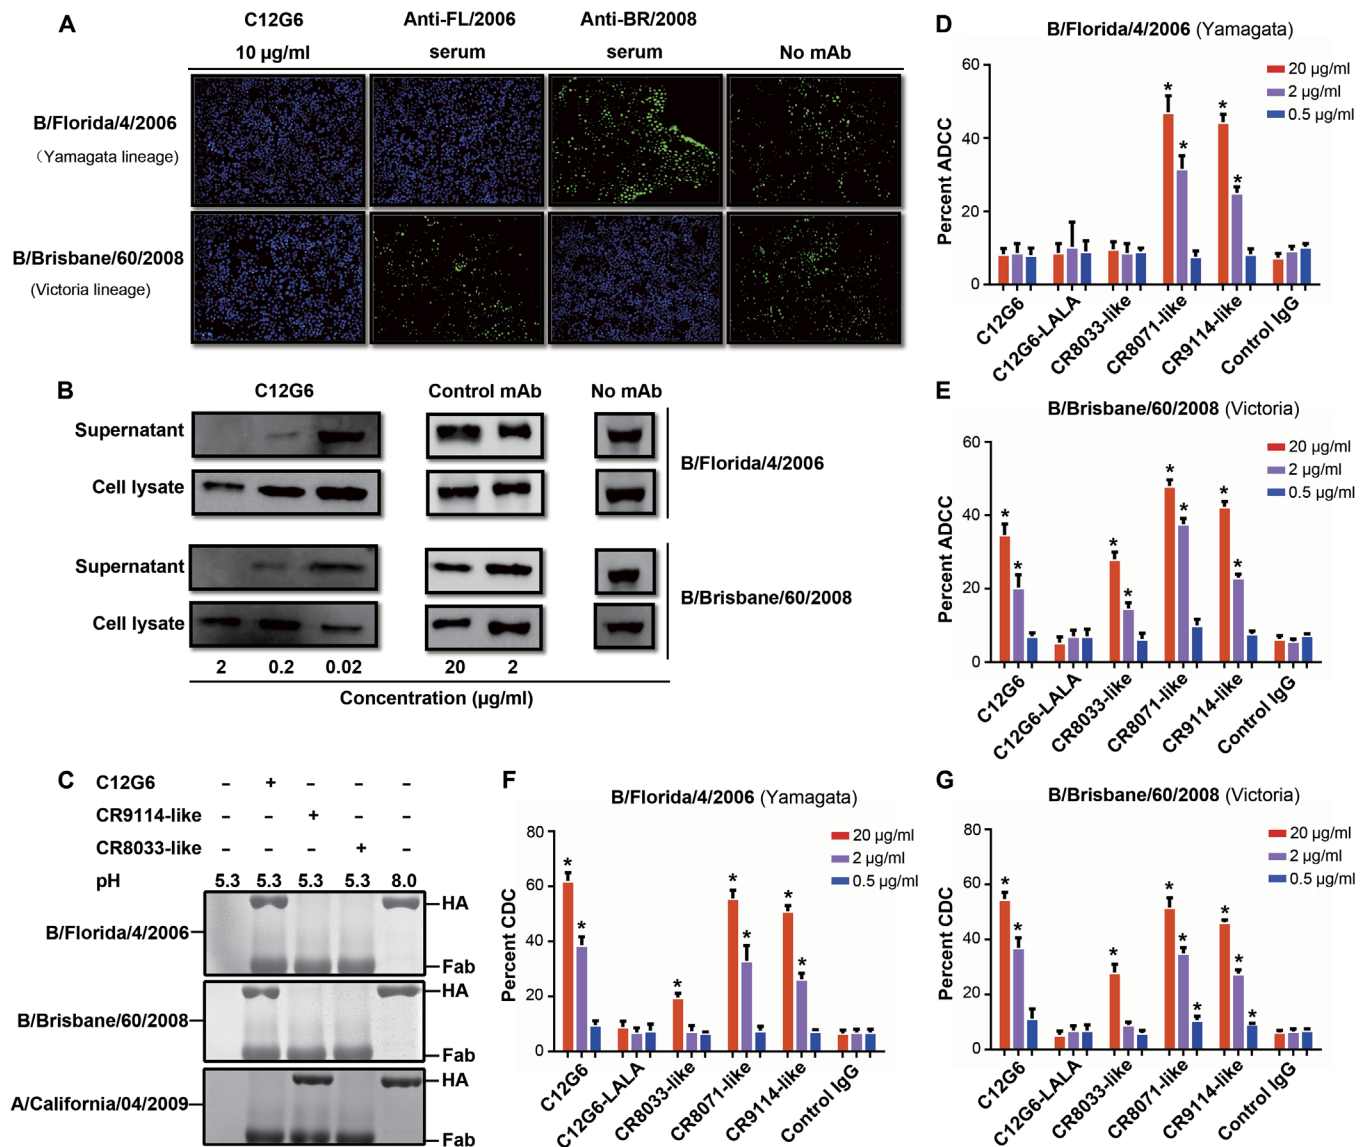 A
C12G6
10 µg/ml
Anti-FL/2006
serum
Anti-BR/2008
serum
No mAb
B/Florida/4/2006
(Yamagata lineage)
B/Brisbane/60/2008
(Victoria lineage)
B
C12G6
Control mAb
No mAb
Supernatant
Cell lysate
B/Florida/4/2006
Supernatant
Cell lysate
B/Brisbane/60/2008
2 0.2 0.02 20 2
Concentration (µg/ml)
C
C12G6 – + – – –
CR9114-like – – + – –
CR8033-like – – – + –
pH 5.3 5.3 5.3 5.3 8.0
B/Florida/4/2006
HA
Fab
B/Brisbane/60/2008
HA
Fab
A/California/04/2009
HA
Fab
D
B/Florida/4/2006 (Yamagata)
20 µg/ml
2 µg/ml
0.5 µg/ml
Percent ADCC
60
40
20
0
* * * *
C12G6
C12G6-LALA
CR8033-like
CR8071-like
CR9114-like
Control IgG
E
B/Brisbane/60/2008 (Victoria)
20 µg/ml
2 µg/ml
0.5 µg/ml
Percent ADCC
60
40
20
0
* * * * * * * *
C12G6
C12G6-LALA
CR8033-like
CR8071-like
CR9114-like
Control IgG
F
B/Florida/4/2006 (Yamagata)
20 µg/ml
2 µg/ml
0.5 µg/ml
Percent CDC
80
60
40
20
0
* * * * * * *
C12G6
C12G6-LALA
CR8033-like
CR8071-like
CR9114-like
Control IgG
G
B/Brisbane/60/2008 (Victoria)
20 µg/ml
2 µg/ml
0.5 µg/ml
Percent CDC
80
60
40
20
0
* * * * * * * * *
C12G6
C12G6-LALA
CR8033-like
CR8071-like
CR9114-like
Control IgG